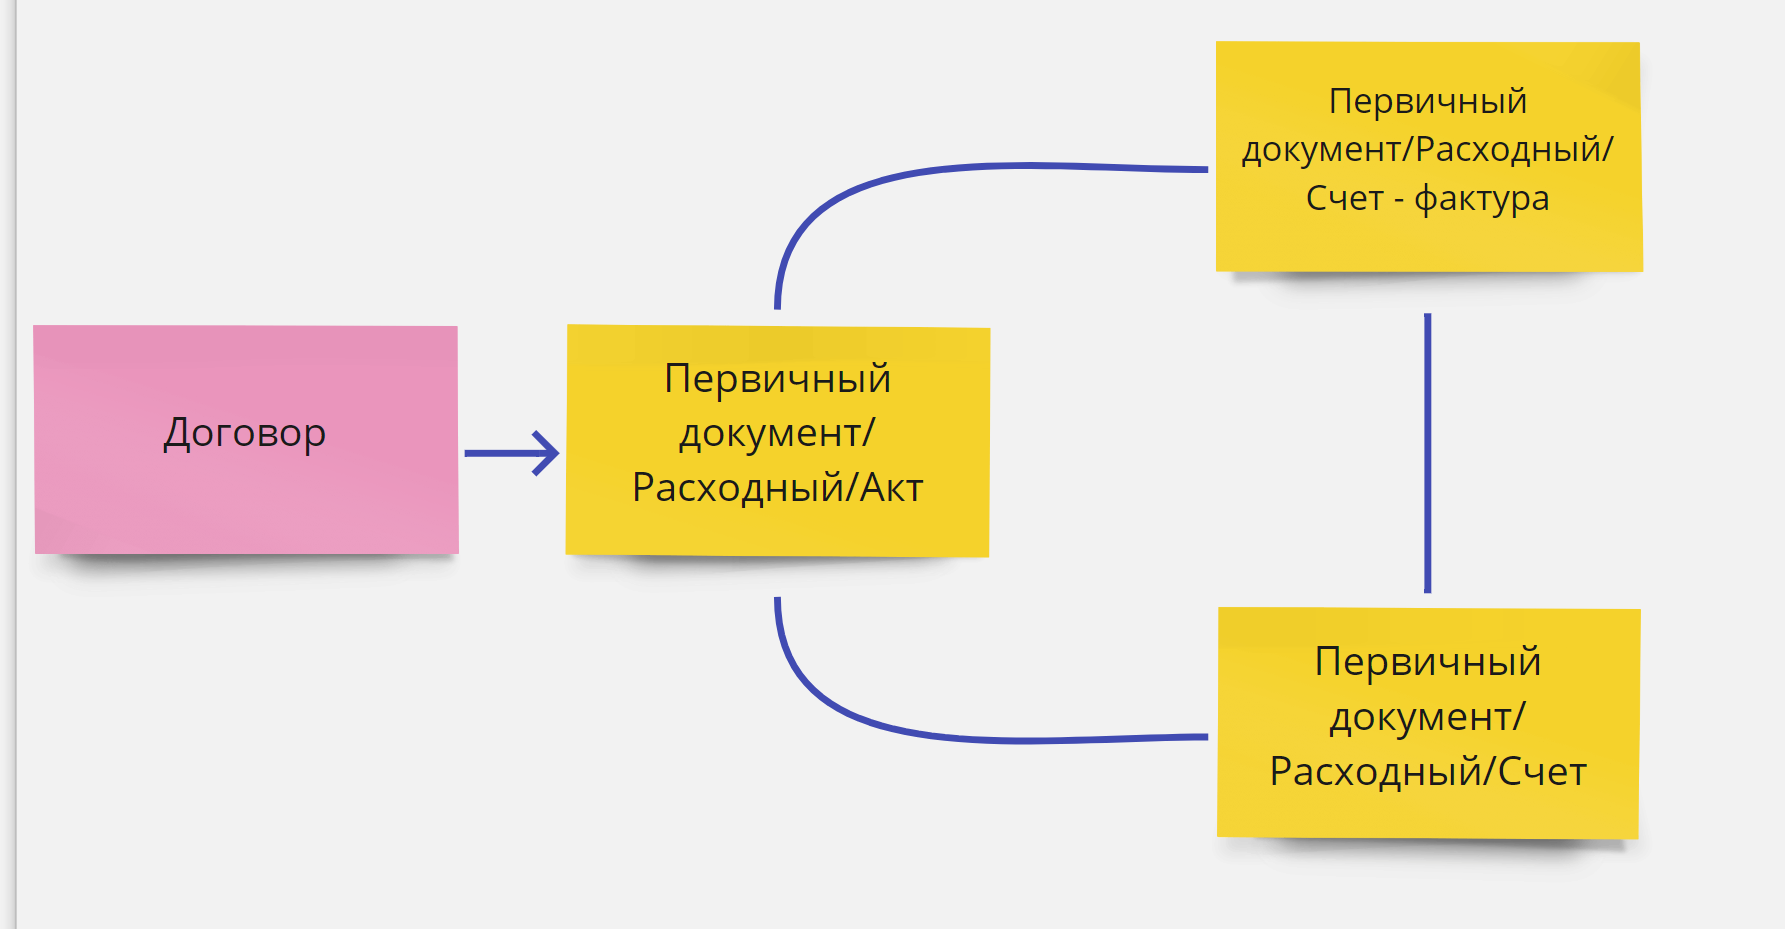 Первичный
документ/Расходный/
Счет - фактура
Договор
Первичный
документ/
Расходный/Акт
Первичный
документ/
Расходный/Счет